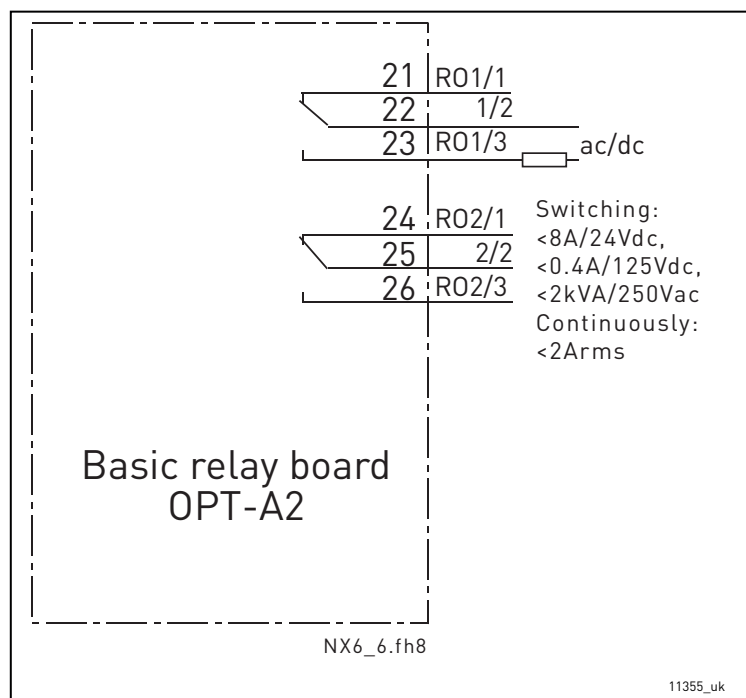 21 RO1/1
22 1/2
23 RO1/3
ac/dc
24 RO2/1
25 2/2
26 RO2/3
Switching:
<8A/24Vdc,
<0.4A/125Vdc,
<2kVA/250Vac
Continuously:
<2Arms
Basic relay board
OPT-A2
NX6_6.fh8
11355_uk